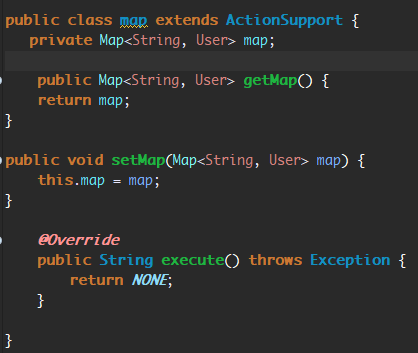 public class map extends ActionSupport {
private Map<String, User> map;
public Map<String, User> getMap() {
return map;
}
public void setMap(Map<String, User> map) {
this.map = map;
}
@Override
public String execute() throws Exception {
return NONE;
}
}